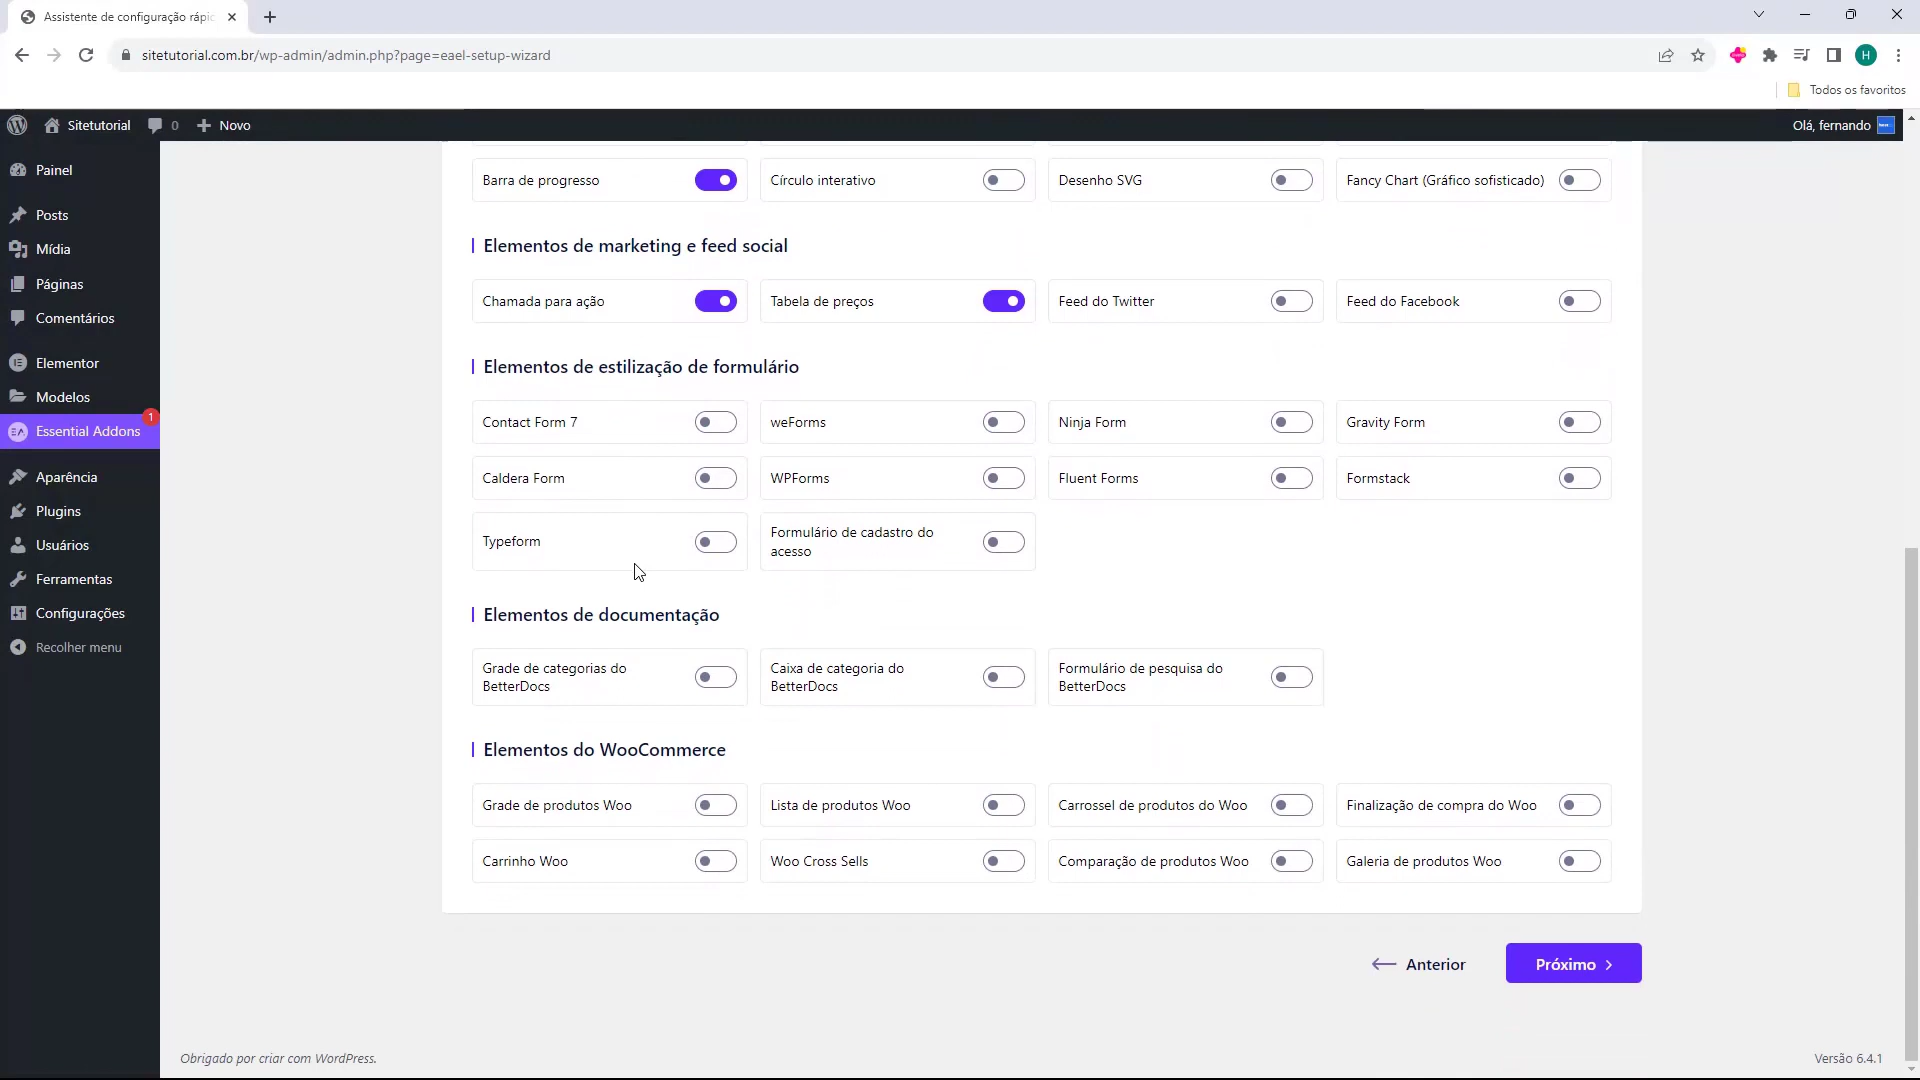 Assistente de configuração rápi
sitetutorial.com.br/wp-admin/admin.php?page=eael-setup-wizard
H
Todos os favoritos
Sitetutorial
0
Novo
Olá, fernando
Painel
Posts
Mídia
Páginas
Comentários
Elementor
Modelos
Essential Addons
1
Aparência
Plugins
Usuários
Ferramentas
Configurações
Recolher menu
Barra de progresso
Círculo interativo
Desenho SVG
Fancy Chart (Gráfico sofisticado)
Elementos de marketing e feed social
Chamada para ação
Tabela de preços
Feed do Twitter
Feed do Facebook
Elementos de estilização de formulário
Contact Form 7
weForms
Ninja Form
Gravity Form
Caldera Form
WPForms
Fluent Forms
Formstack
Typeform
Formulário de cadastro do
acesso
Elementos de documentação
Grade de categorias do
BetterDocs
Caixa de categoria do
BetterDocs
Formulário de pesquisa do
BetterDocs
Elementos do WooCommerce
Grade de produtos Woo
Lista de produtos Woo
Carrossel de produtos do Woo
Finalização de compra do Woo
Carrinho Woo
Woo Cross Sells
Comparação de produtos Woo
Galeria de produtos Woo
Anterior
Próximo
Obrigado por criar com WordPress.
Versão 6.4.1